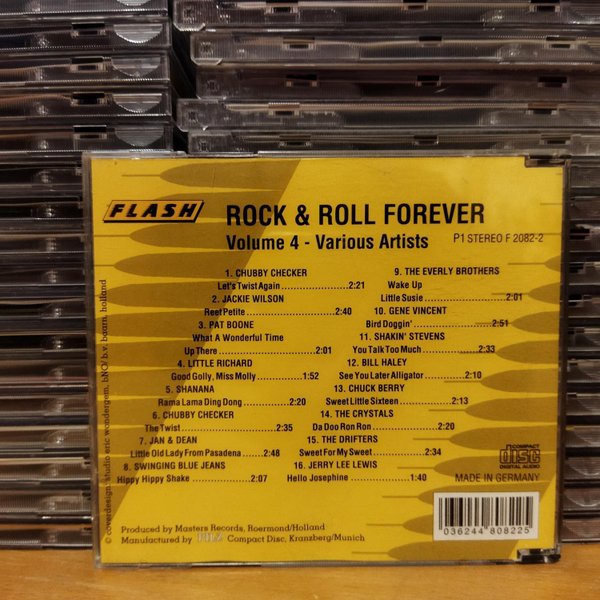 FLASH
ROCK & ROLL FOREVER
Volume 4 - Various Artists
P1 STEREO F 2082-2
1. CHUBBY CHECKER
Let's Twist Again 2:21
2. JACKIE WILSON
Reet Petite 2:40
3. PAT BOONE
What A Wonderful Time
Up There 2:01
4. LITTLE RICHARD
Good Golly, Miss Molly 1:52
5. SHANANA
Rama Lama Ding Dong 2:20
6. CHUBBY CHECKER
The Twist 2:35
7. JAN & DEAN
Little Old Lady From Pasadena 2:48
8. SWINGING BLUE JEANS
Hippy Hippy Shake 2:07
9. THE EVERLY BROTHERS
Wake Up
Little Susie 2:01
10. GENE VINCENT
Bird Doggin' 2:51
11. SHAKIN' STEVENS
You Talk Too Much 2:33
12. BILL HALEY
See You Later Alligator 2:10
13. CHUCK BERRY
Sweet Little Sixteen 2:13
14. THE CRYSTALS
Da Doo Ron Ron 2:20
15. THE DRIFTERS
Sweet For My Sweet 2:34
16. JERRY LEE LEWIS
Hello Josephine 1:40
COMPACT
disc
DIGITAL AUDIO
MADE IN GERMANY
036244 808225
Produced by Masters Records, Roermond/Holland
Manufactured by Compact Disc, Kranzberg/Munich
© coverdesign: studio eric wondergem, bNO/ b.v. baarn, holland